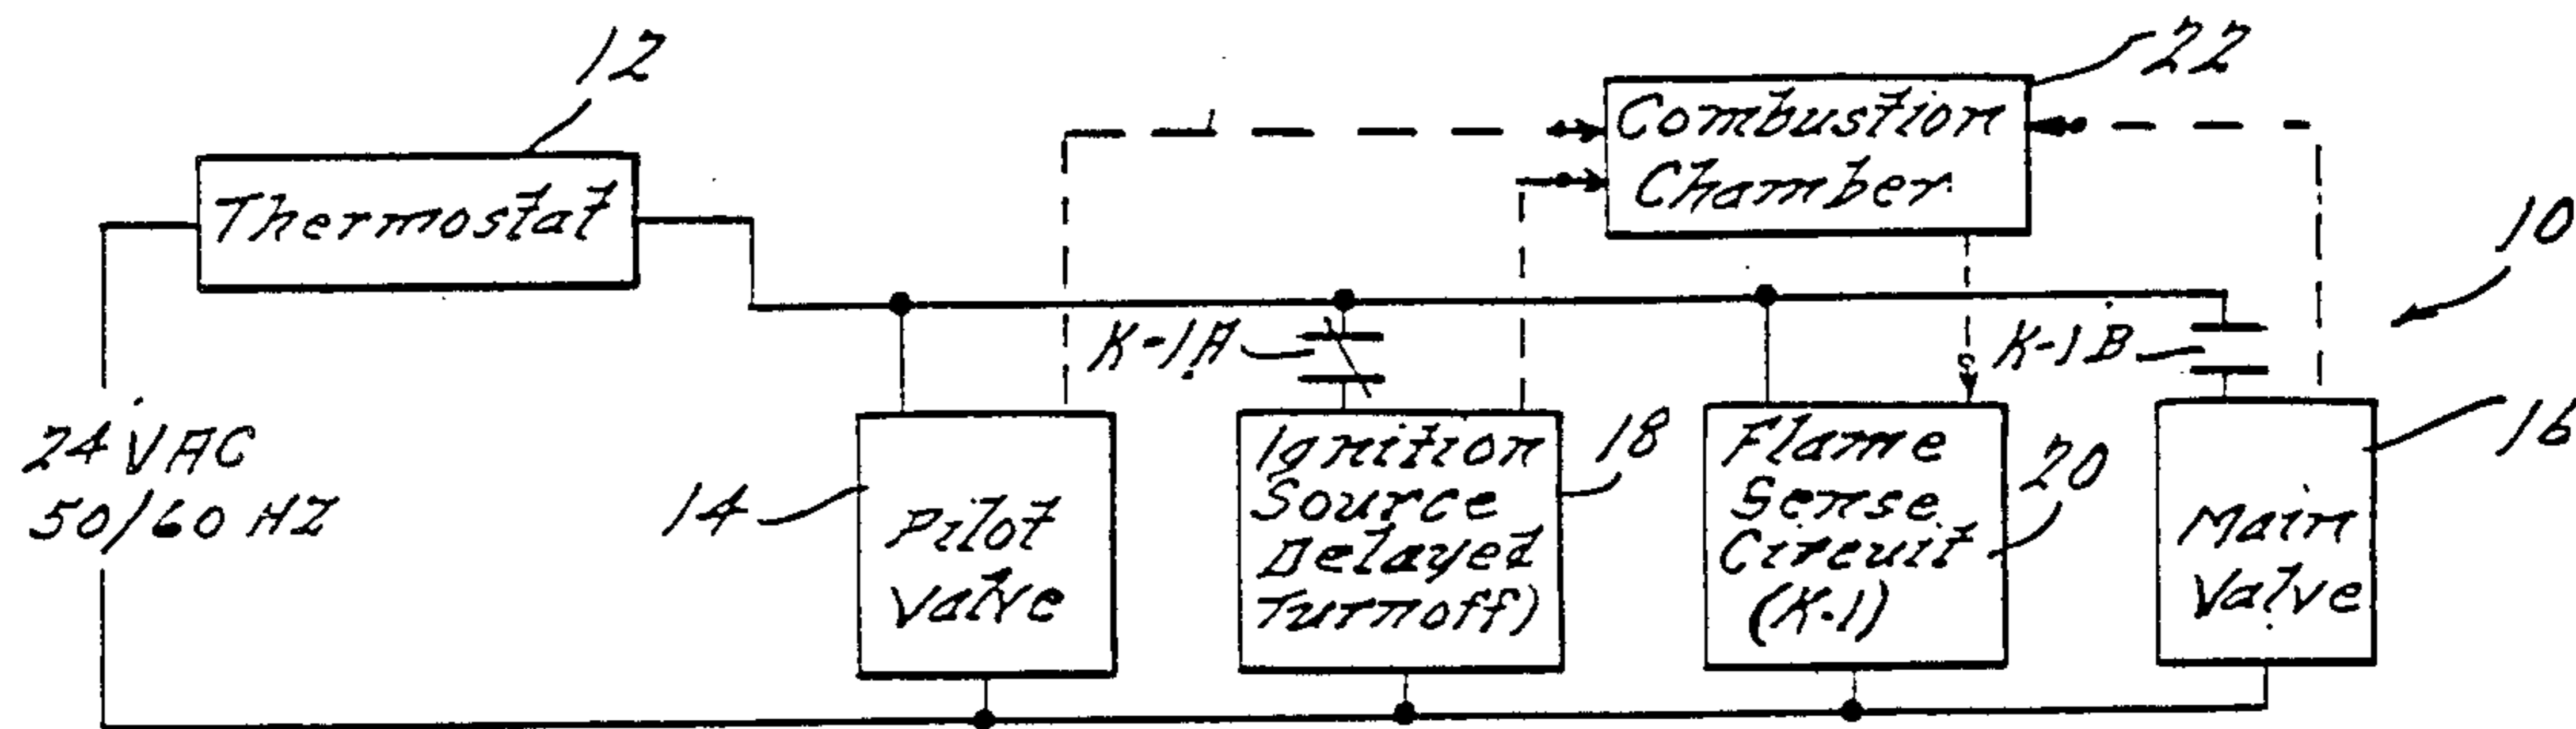 12
22
Combustion
Chamber
Thermostat
10
K-1A
K-1B
24 VAC
50/60 HZ
14
Pilot
Valve
Ignition
Source
Delayed
Turnoff)
18
Flame
Sense
Circuit
(K-1)
20
16
Main
Valve